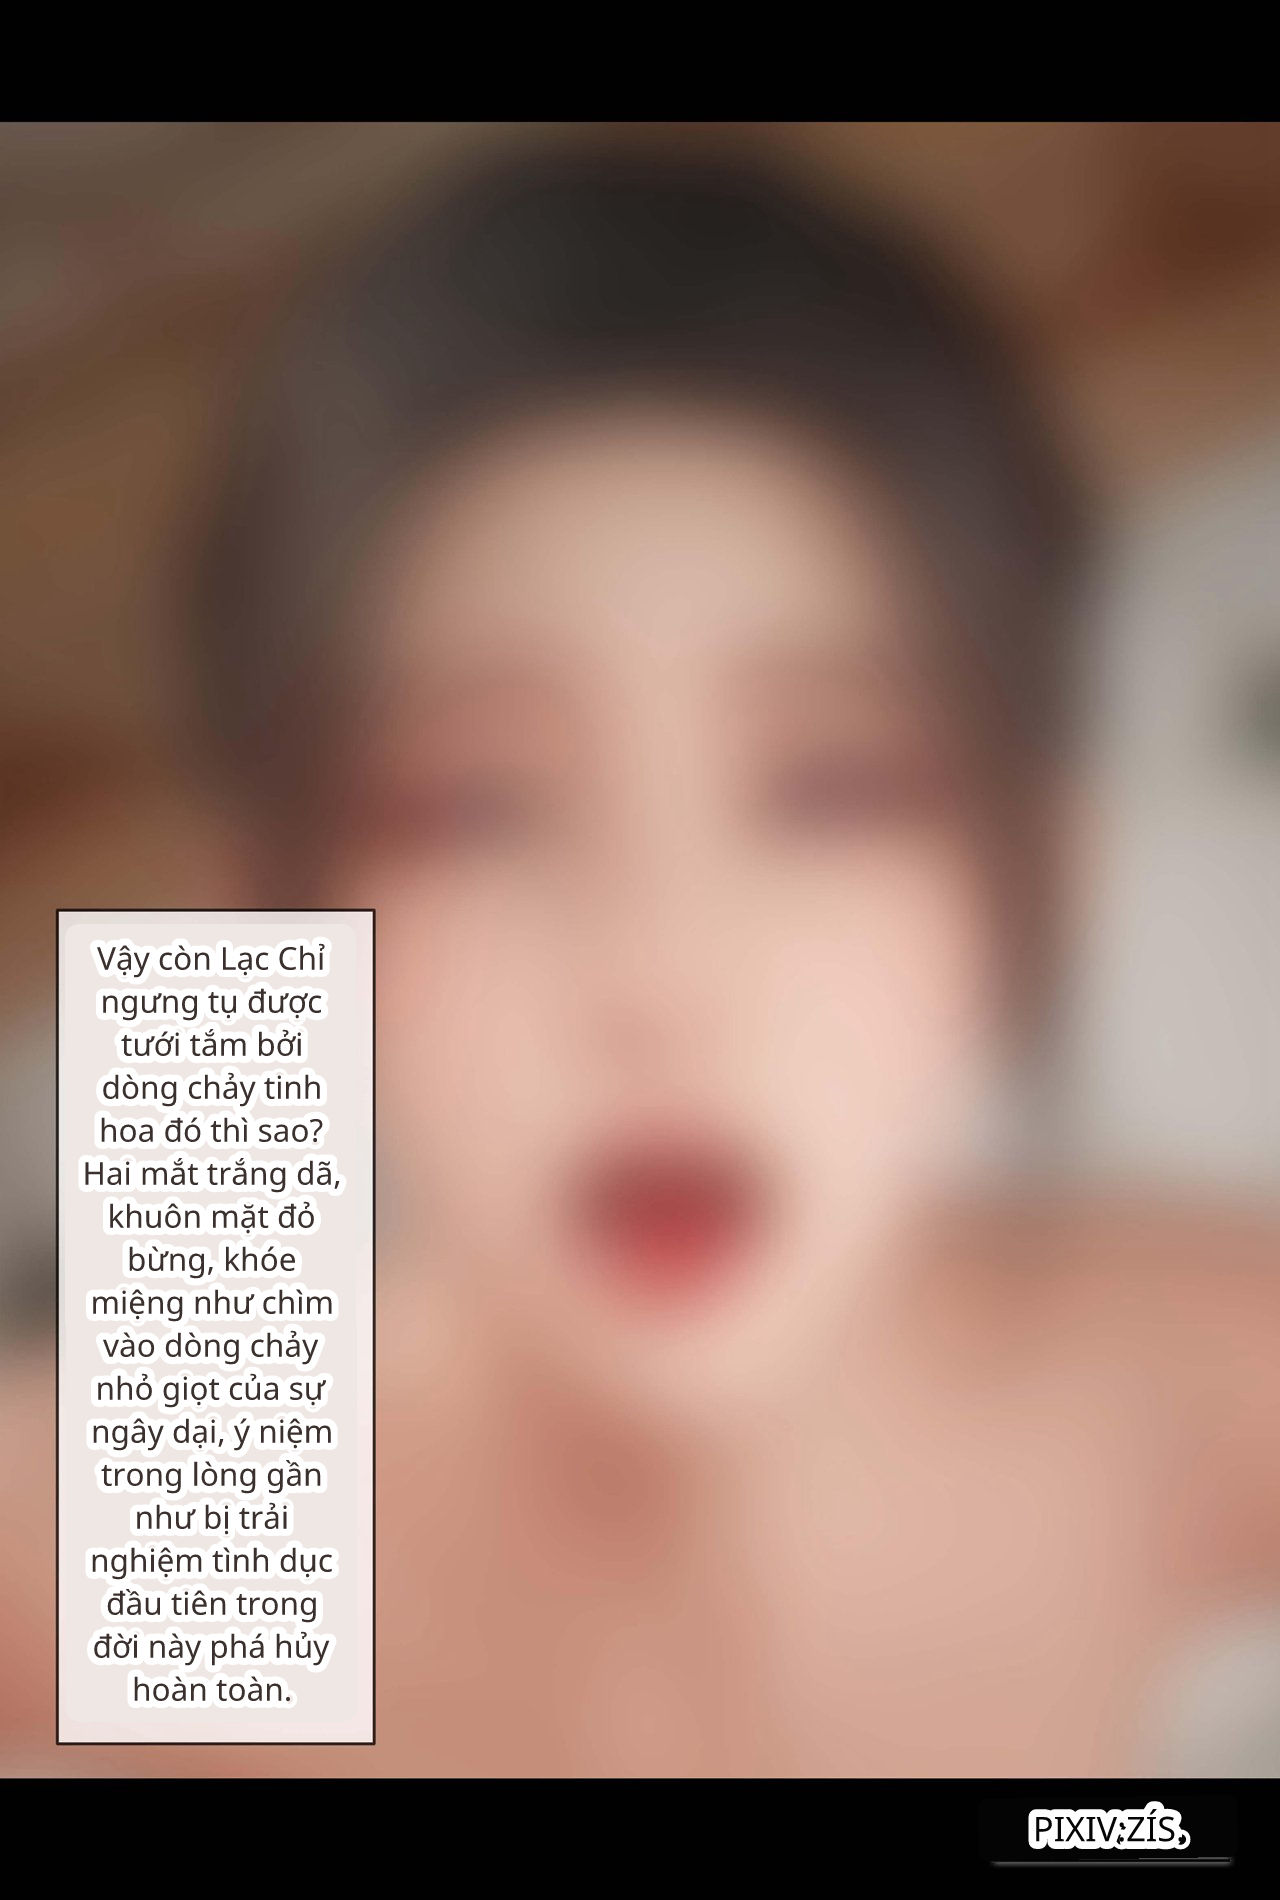 Vậy còn Lạc Chỉ
ngưng tụ được
tưới tắm bởi
dòng chảy tinh
hoa đó thì sao?
Hai mắt trắng dã,
khuôn mặt đỏ
bừng, khóe
miệng như chìm
vào dòng chảy
nhỏ giọt của sự
ngây dại, ý niệm
trong lòng gần
như bị trải
nghiệm tình dục
đầu tiên trong
đời này phá hủy
hoàn toàn.
PIXIV:ZÍS.